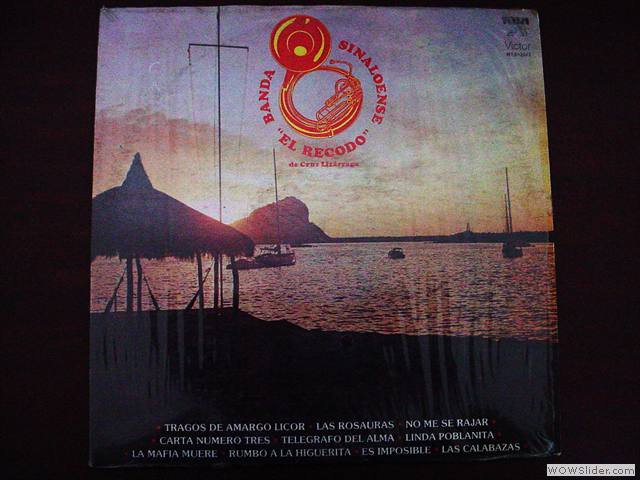 RCA
Victor
BANDA SINALOENSE
"EL RECODO"
de Cruz Lizárraga
• TRAGOS DE AMARGO LICOR • LAS ROSAURAS • NO ME SE RAJAR •
CARTA NUMERO TRES • TELEGRAFO DEL ALMA • LINDA POBLANITA •
• LA MAFIA MUERE • RUMBO A LA HIGUERITA • ES IMPOSIBLE • LAS CALABAZAS •
WOWSlider.com